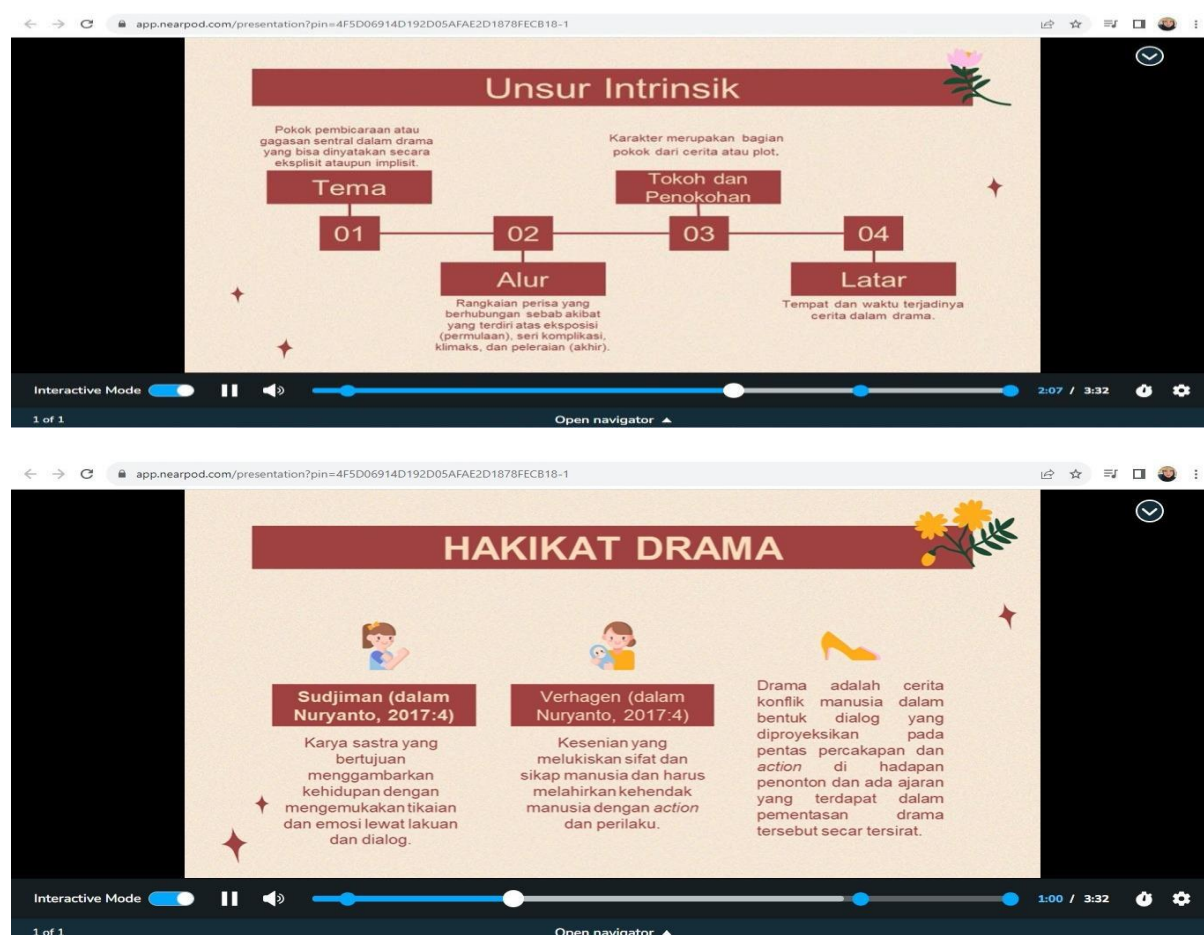 app.nearpod.com/presentation?pin=4F5D06914D192D05AFAE2D1878FECB18-1
Unsur Intrinsik
Pokok pembicaraan atau
gagasan sentral dalam drama
yang bisa dinyatakan secara
eksplisit ataupun implisit.
Tema
01
02
Alur
Rangkaian perisa yang
berhubungan sebab akibat
yang terdiri atas eksposisi
(permulaan), seri komplikasi,
klimaks, dan peleraian (akhir).
Karakter merupakan bagian
pokok dari cerita atau plot.
Tokoh dan
Penokohan
03
04
Latar
Tempat dan waktu terjadinya
cerita dalam drama.
Interactive Mode
2:07 / 3:32
1 of 1
Open navigator
app.nearpod.com/presentation?pin=4F5D06914D192D05AFAE2D1878FECB18-1
HAKIKAT DRAMA
Sudjiman (dalam
Nuryanto, 2017:4)
Karya sastra yang
bertujuan
menggambarkan
kehidupan dengan
mengemukakan tikaian
dan emosi lewat lakuan
dan dialog.
Verhagen (dalam
Nuryanto, 2017:4)
Kesenian yang
melukiskan sifat dan
sikap manusia dan harus
melahirkan kehendak
manusia dengan action
dan perilaku.
Drama adalah cerita
konflik manusia dalam
bentuk dialog yang
diproyeksikan pada
pentas percakapan dan
action di hadapan
penonton dan ada ajaran
yang terdapat dalam
pementasan drama
tersebut secar tersirat.
Interactive Mode
1:00 / 3:32
1 of 1
Open navigator